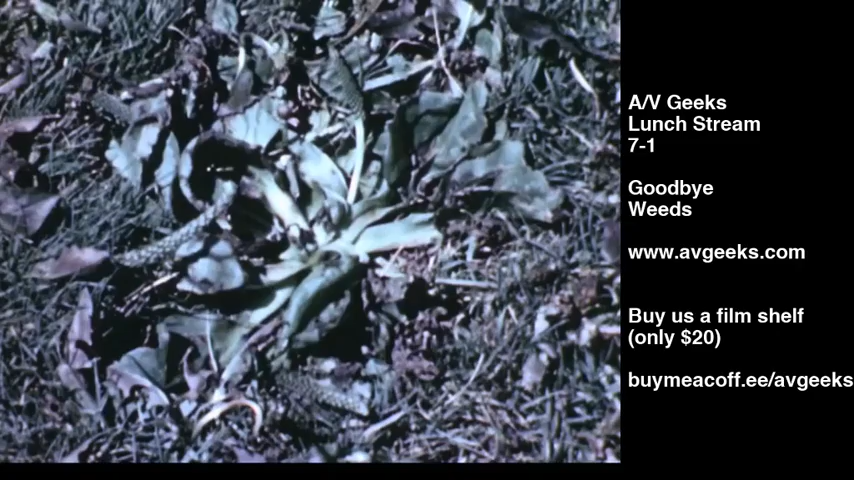 A/V Geeks
Lunch Stream
7-1
Goodbye
Weeds
www.avgeeks.com
Buy us a film shelf
(only $20)
buymeacoff.ee/avgeeks